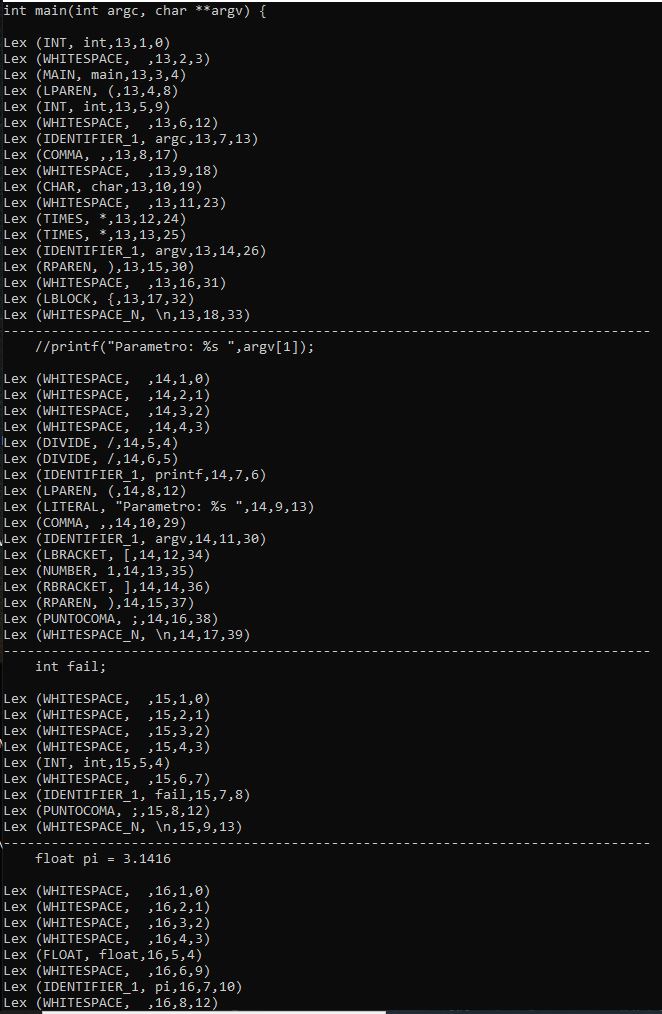 int main(int argc, char **argv) {
Lex (INT, int,13,1,0)
Lex (WHITESPACE,  ,13,2,3)
Lex (MAIN, main,13,3,4)
Lex (LPAREN, (,13,4,8)
Lex (INT, int,13,5,9)
Lex (WHITESPACE,  ,13,6,12)
Lex (IDENTIFIER_1, argc,13,7,13)
Lex (COMMA, ,,13,8,17)
Lex (WHITESPACE,  ,13,9,18)
Lex (CHAR, char,13,10,19)
Lex (WHITESPACE,  ,13,11,23)
Lex (TIMES, *,13,12,24)
Lex (TIMES, *,13,13,25)
Lex (IDENTIFIER_1, argv,13,14,26)
Lex (RPAREN, ),13,15,30)
Lex (WHITESPACE,  ,13,16,31)
Lex (LBLOCK, {,13,17,32)
Lex (WHITESPACE_N, \n,13,18,33)
---------------------------------------------------------------------------------
    //printf("Parametro: %s ",argv[1]);
Lex (WHITESPACE,  ,14,1,0)
Lex (WHITESPACE,  ,14,2,1)
Lex (WHITESPACE,  ,14,3,2)
Lex (WHITESPACE,  ,14,4,3)
Lex (DIVIDE, /,14,5,4)
Lex (DIVIDE, /,14,6,5)
Lex (IDENTIFIER_1, printf,14,7,6)
Lex (LPAREN, (,14,8,12)
Lex (LITERAL, "Parametro: %s ",14,9,13)
Lex (COMMA, ,,14,10,29)
Lex (IDENTIFIER_1, argv,14,11,30)
Lex (LBRACKET, [,14,12,34)
Lex (NUMBER, 1,14,13,35)
Lex (RBRACKET, ],14,14,36)
Lex (RPAREN, ),14,15,37)
Lex (PUNTOCOMA, ;,14,16,38)
Lex (WHITESPACE_N, \n,14,17,39)
---------------------------------------------------------------------------------
    int fail;
Lex (WHITESPACE,  ,15,1,0)
Lex (WHITESPACE,  ,15,2,1)
Lex (WHITESPACE,  ,15,3,2)
Lex (WHITESPACE,  ,15,4,3)
Lex (INT, int,15,5,4)
Lex (WHITESPACE,  ,15,6,7)
Lex (IDENTIFIER_1, fail,15,7,8)
Lex (PUNTOCOMA, ;,15,8,12)
Lex (WHITESPACE_N, \n,15,9,13)
---------------------------------------------------------------------------------
    float pi = 3.1416
Lex (WHITESPACE,  ,16,1,0)
Lex (WHITESPACE,  ,16,2,1)
Lex (WHITESPACE,  ,16,3,2)
Lex (WHITESPACE,  ,16,4,3)
Lex (FLOAT, float,16,5,4)
Lex (WHITESPACE,  ,16,6,9)
Lex (IDENTIFIER_1, pi,16,7,10)
Lex (WHITESPACE,  ,16,8,12)